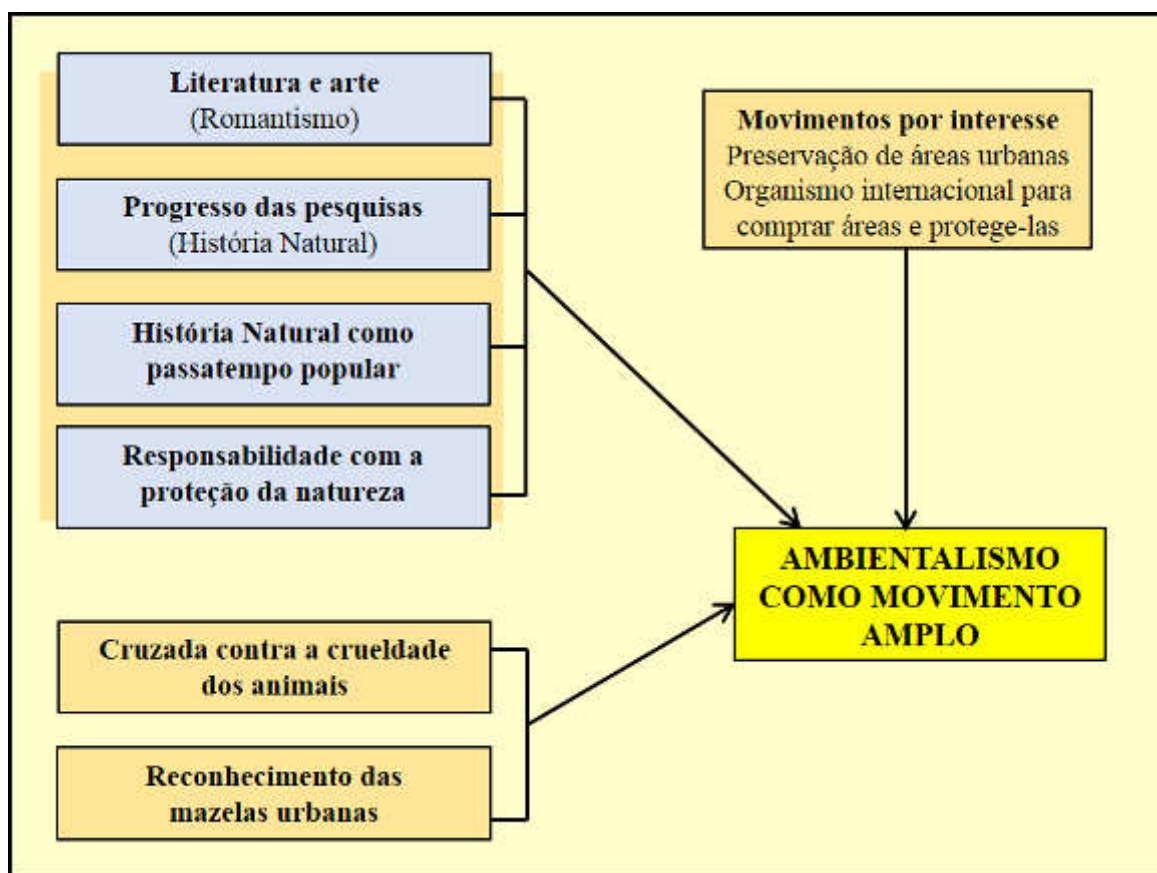 Literatura e arte
(Romantismo)
Progresso das pesquisas
(História Natural)
História Natural como
passatempo popular
Responsabilidade com a
proteção da natureza
Cruzada contra a crueldade
dos animais
Reconhecimento das
mazelas urbanas
Movimentos por interesse
Preservação de áreas urbanas
Organismo internacional para
comprar áreas e protege-las
AMBIENTALISMO
COMO MOVIMENTO
AMPLO